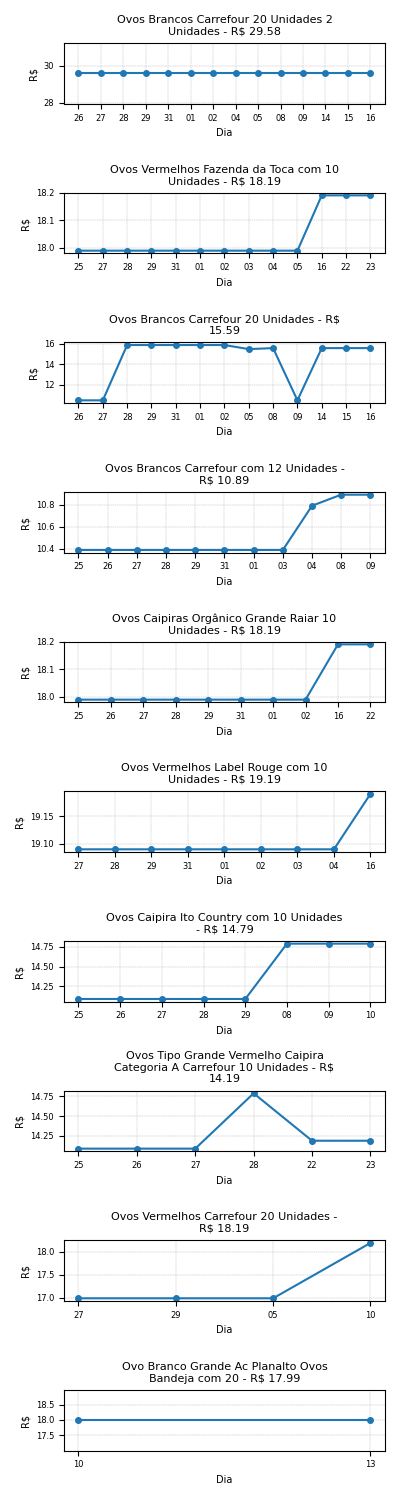 Ovos Brancos Carrefour 20 Unidades 2
Unidades - R$ 29.58
30
28
R$
26 27 28 29 31 01 02 04 05 08 09 14 15 16
Dia
Ovos Vermelhos Fazenda da Toca com 10
Unidades - R$ 18.19
18.2
18.1
18.0
R$
25 27 28 29 31 01 02 03 04 05 16 22 23
Dia
Ovos Brancos Carrefour 20 Unidades - R$
15.59
16
14
12
R$
26 27 28 29 31 01 02 05 08 09 14 15 16
Dia
Ovos Brancos Carrefour com 12 Unidades -
R$ 10.89
10.8
10.6
10.4
R$
25 26 27 28 29 31 01 03 04 08 09
Dia
Ovos Caipiras Orgânico Grande Raiar 10
Unidades - R$ 18.19
18.2
18.1
18.0
R$
25 26 27 28 29 31 01 02 16 22
Dia
Ovos Vermelhos Label Rouge com 10
Unidades - R$ 19.19
19.15
19.10
R$
27 28 29 31 01 02 03 04 16
Dia
Ovos Caipira Ito Country com 10 Unidades
- R$ 14.79
14.75
14.50
14.25
R$
25 26 27 28 29 08 09 10
Dia
Ovos Tipo Grande Vermelho Caipira
Categoria A Carrefour 10 Unidades - R$
14.19
14.75
14.50
14.25
R$
25 26 27 28 22 23
Dia
Ovos Vermelhos Carrefour 20 Unidades -
R$ 18.19
18.0
17.5
17.0
R$
27 29 05 10
Dia
Ovo Branco Grande Ac Planalto Ovos
Bandeja com 20 - R$ 17.99
18.5
18.0
17.5
R$
10 13
Dia